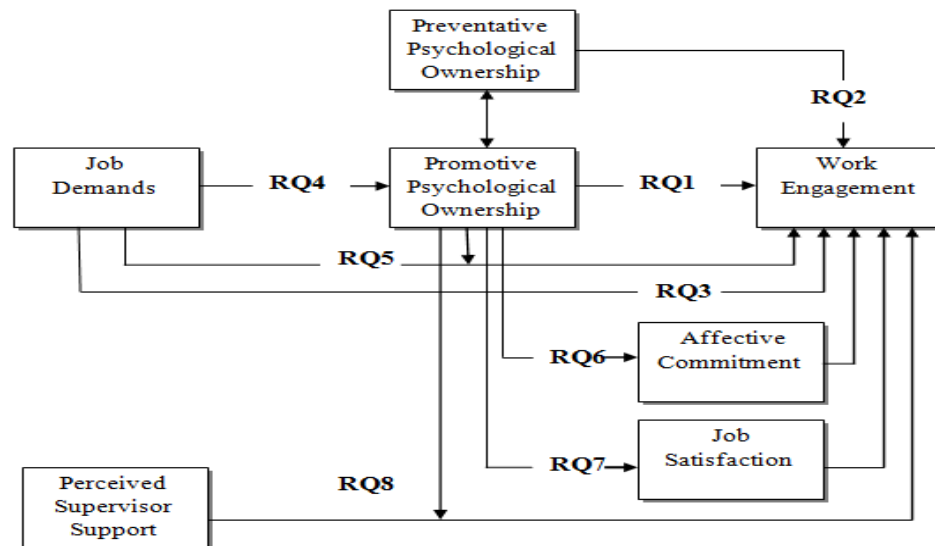 Preventative
Psychological
Ownership
RQ2
Job
Demands
RQ4
Promotive
Psychological
Ownership
RQ1
Work
Engagement
RQ5
RQ3
RQ6
Affective
Commitment
RQ7
Job
Satisfaction
RQ8
Perceived
Supervisor
Support